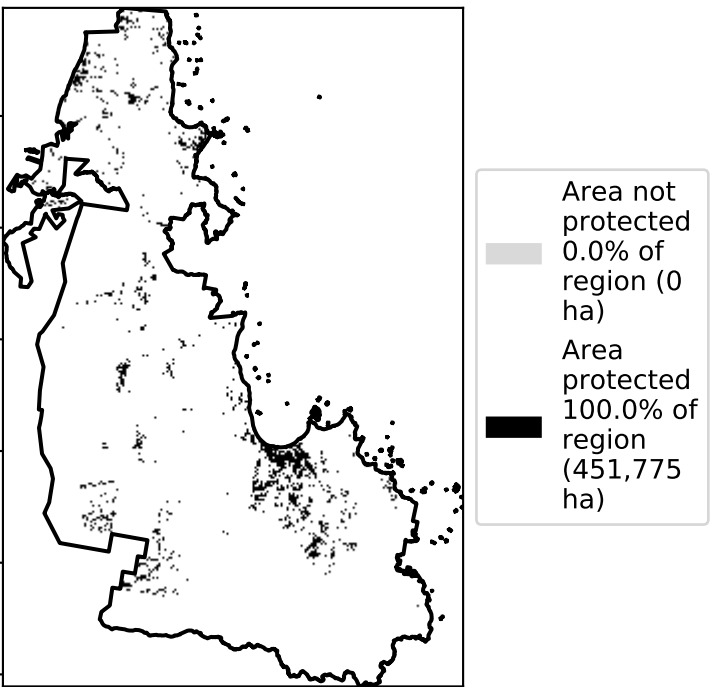 Area not
protected
0.0% of
region (0
ha)
Area
protected
100.0% of
region
(451,775
ha)